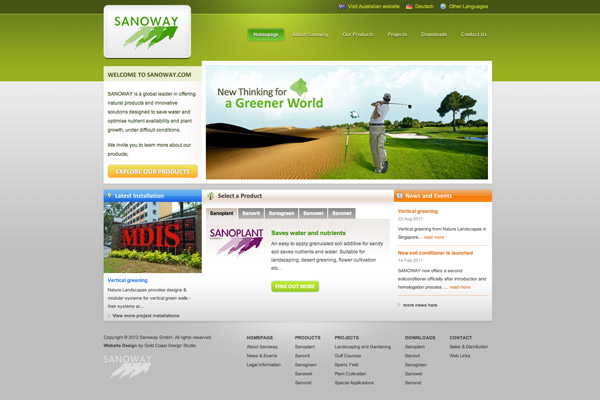 SANOWAY
Visit Australian website
Deutsch
Other Languages
Homepage
About Sanoway
Our Products
Projects
Downloads
Contact Us
WELCOME TO SANOWAY.COM
SANOWAY is a global leader in offering
natural products and innovative
solutions designed to save water and
optimise nutrient availability and plant
growth, under difficult conditions.
We invite you to learn more about our
products;
EXPLORE OUR PRODUCTS
New Thinking for
a Greener World
Latest Installation
MDIS
Vertical greening
Nature Landscapes provides designs &
modular systems for vertical green walls -
their systems ar...
View more project installations
Select a Product
Sanoplant
Sanovit
Sanogreen
Sanowet
Sanonet
SANOPLANT
Saves water and nutrients
An easy to apply granulated soil additive for sandy
soil saves nutrients and water. Suitable for
landscaping, desert greening, flower cultivation
etc...
FIND OUT MORE
News and Events
Vertical greening
23 Aug 2011
Vertical greening from Nature Landscapes in
Singapore... read more
New soil conditioner is launched
14 Feb 2011
SANOWAY now offers a second
soilconditioner officially after introduction and
homologation process. ... read more
more news here
Copyright © 2012 Sanoway GmbH. All rights reserved.
Website Design by Gold Coast Design Studio.
SANOWAY
HOMEPAGE
About Sanoway
News & Events
Legal Information
PRODUCTS
Sanoplant
Sanovit
Sanogreen
Sanowet
Sanonet
PROJECTS
Landscaping and Gardening
Golf Courses
Sports Field
Plant Cultivation
Special Applications
DOWNLOADS
Sanoplant
Sanovit
Sanogreen
Sanowet
Sanonet
CONTACT
Sales & Distribution
Web Links